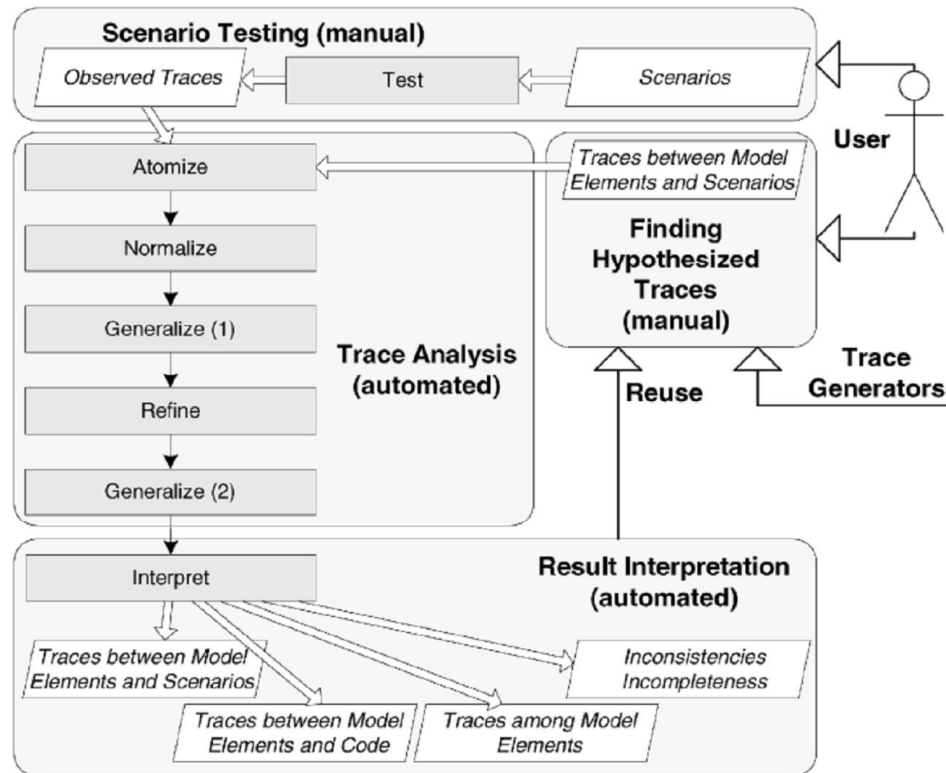 Scenario Testing (manual)
Observed Traces
Test
Scenarios
User
Atomize
Traces between Model
Elements and Scenarios
Normalize
Finding
Hypothesized
Traces
(manual)
Generalize (1)
Trace Analysis
(automated)
Trace
Generators
Reuse
Refine
Generalize (2)
Interpret
Result Interpretation
(automated)
Traces between Model
Elements and Scenarios
Inconsistencies
Incompleteness
Traces between Model
Elements and Code
Traces among Model
Elements